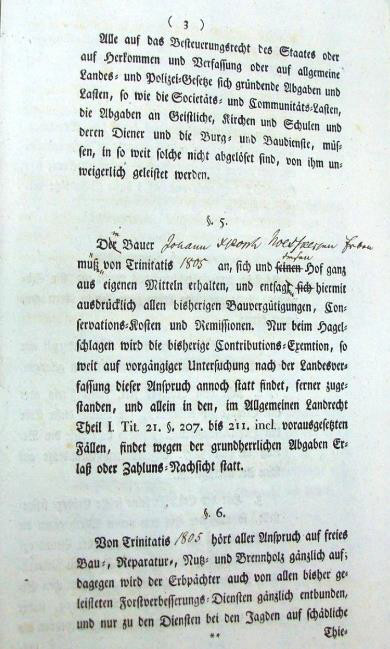 ( 3 )
Alle auf das Besteuerungsrecht des Staates oder
auf Herkommen und Verfassung oder auf allgemeine
Landes- und Polizei-Gesetze sich gründende Abgaben und
Lasten, so wie die Societäts- und Communitäts-Lasten,
die Abgaben an Geistliche, Kirchen und Schulen und
deren Diener und die Burg- und Baudienste, müs-
sen, in so weit solche nicht abgelöset sind, von ihm un-
weigerlich geleistet werden.
§. 5.
Der Bauer Johann
muß von Trinitatis 1805 an, sich und seinen Hof ganz
aus eigenen Mitteln erhalten, und entsagt sich hiermit
ausdrücklich allen bisherigen Bauvergütigungen, Con-
servations-Kosten und Remissionen. Nur beim Hagel-
schlagen wird die bisherige Contributions-Exemtion, so
weit auf vorgängiger Untersuchung nach der Landesver-
fassung dieser Anspruch annoch statt findet, ferner zuge-
standen, und allein in den, im Allgemeinen Landrecht
Theil I. Tit. 21. §. 207. bis 211. incl. vorausgesetzten
Fällen, findet wegen der grundherrlichen Abgaben Er-
laß oder Zahluns-Nachsicht statt.
§. 6.
Von Trinitatis 1805 hört aller Anspruch auf freies
Bau-, Reparatur-, Nutz- und Brennholz gänzlich auf;
dagegen wird der Erbpächter auch von allen bisher ge-
leisteten Forstverbesserungs-Diensten gänzlich entbunden,
und nur zu den Diensten bei den Jagden auf schädliche
** Thie-